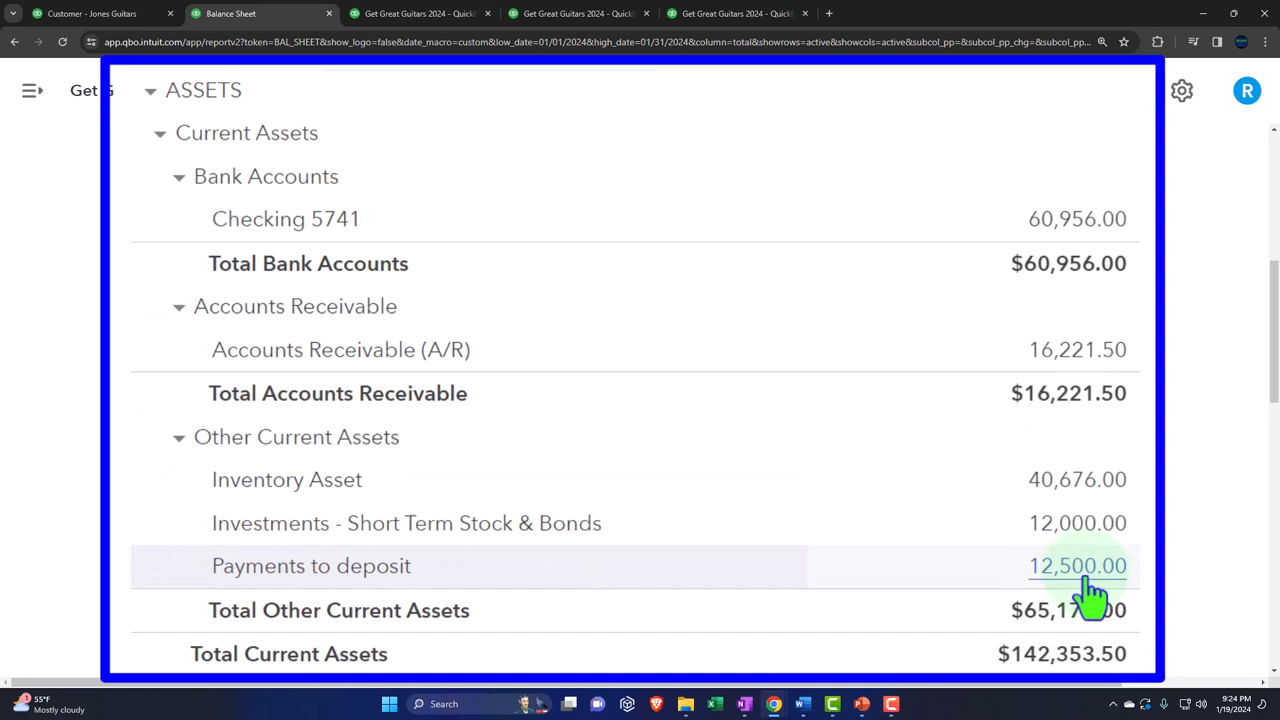 Customer - Jones Guitars
Balance Sheet
Get Great Guitars 2024 - Quick
Get Great Guitars 2024 - Quick
Get Great Guitars 2024 - Quick
app.qbo.intuit.com/app/reportv2?token=BAL_SHEET&show_logo=false&date_macro=custom&low_date=01/01/2024&high_date=01/31/2024&column=total&showrows=active&showcols=active&subcol_pp=&subcol_pp_chg=&subcol_pp...
Get G
R
ASSETS
Current Assets
Bank Accounts
Checking 5741 60,956.00
Total Bank Accounts $60,956.00
Accounts Receivable
Accounts Receivable (A/R) 16,221.50
Total Accounts Receivable $16,221.50
Other Current Assets
Inventory Asset 40,676.00
Investments - Short Term Stock & Bonds 12,000.00
Payments to deposit 12,500.00
Total Other Current Assets
Total Current Assets $142,353.50
55°F
Mostly cloudy
Search
9:24 PM
1/19/2024